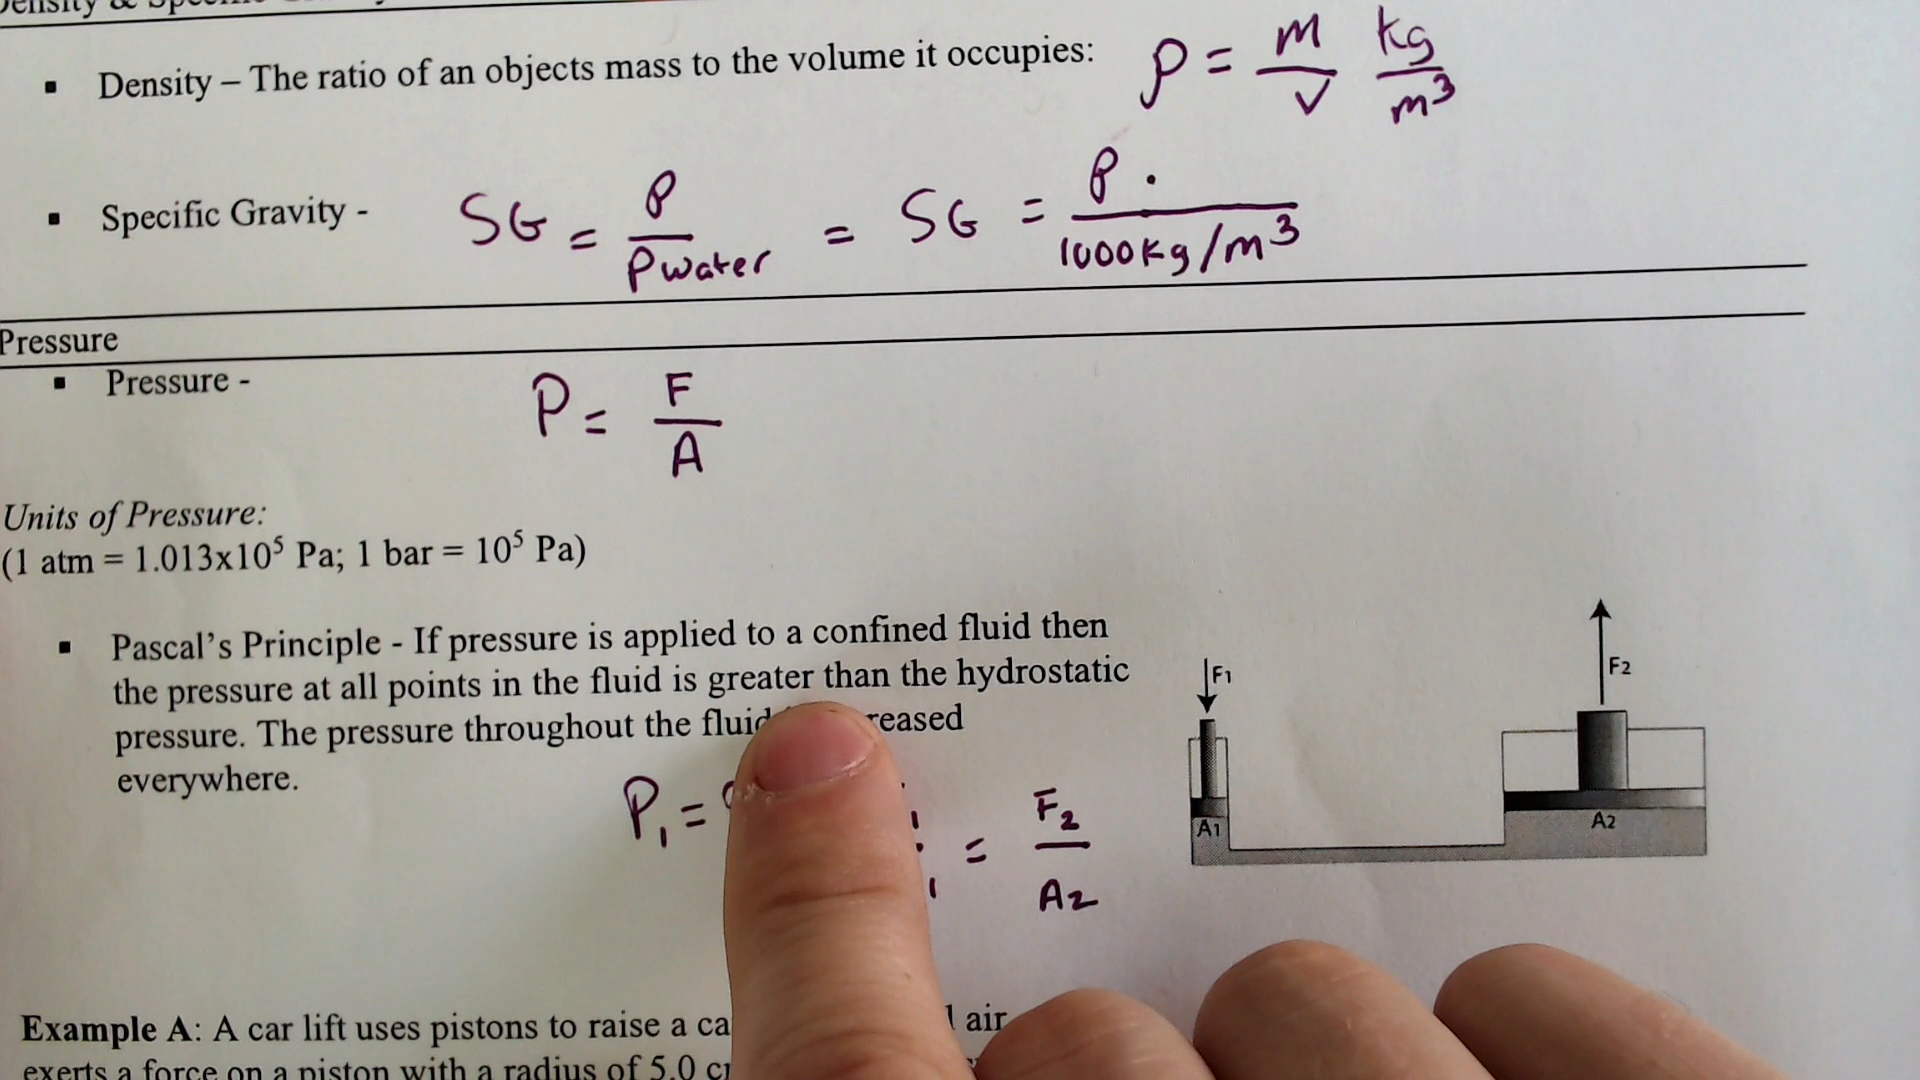 Density & Sp
▪ Density – The ratio of an objects mass to the volume it occupies: ρ = m/V kg/m³
▪ Specific Gravity - SG = ρ/ρwater = SG = ρ/1000kg/m³
Pressure
▪ Pressure - P = F/A
Units of Pressure:
(1 atm = 1.013x10⁵ Pa; 1 bar = 10⁵ Pa)
▪ Pascal's Principle - If pressure is applied to a confined fluid then
the pressure at all points in the fluid is greater than the hydrostatic
pressure. The pressure throughout the fluid reased
everywhere.
P₁ = = F₂/A₂
F1
F2
A1
A2
Example A: A car lift uses pistons to raise a ca air
exerts a force on a piston with a radius of 5.0